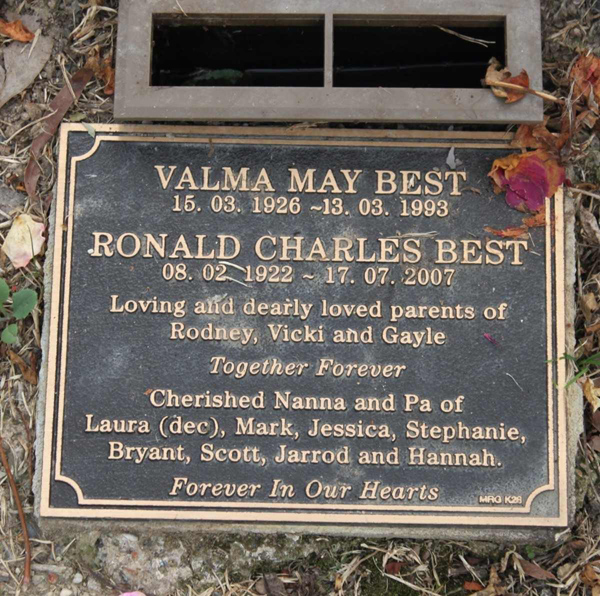 VALMA MAY BEST
15. 03. 1926 ~13. 03. 1993
RONALD CHARLES BEST
08. 02. 1922 ~ 17. 07. 2007
Loving and dearly loved parents of
Rodney, Vicki and Gayle
Together Forever
Cherished Nanna and Pa of
Laura (dec), Mark, Jessica, Stephanie,
Bryant, Scott, Jarrod and Hannah.
Forever In Our Hearts
MRG K26